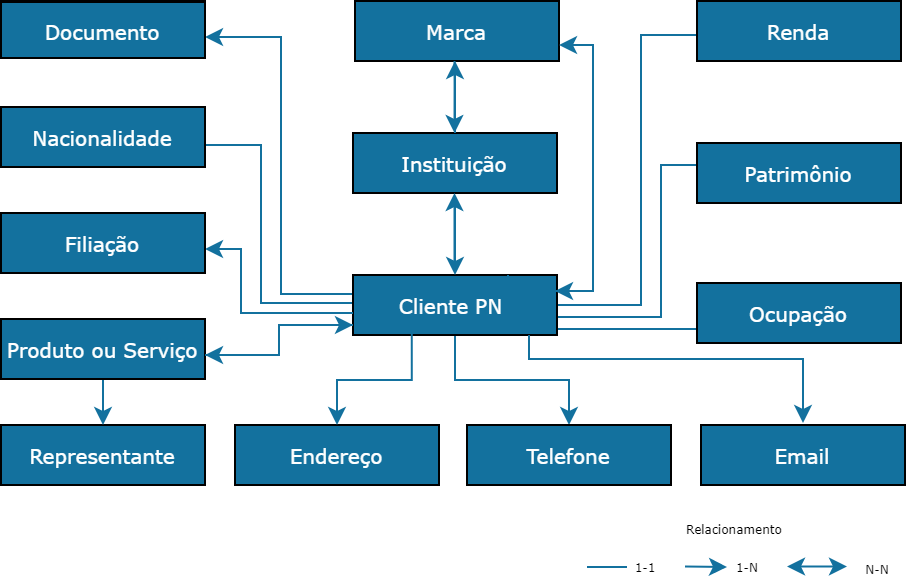 Documento
Marca
Renda
Nacionalidade
Instituição
Patrimônio
Filiação
Cliente PN
Ocupação
Produto ou Serviço
Representante
Endereço
Telefone
Email
Relacionamento
1-1
1-N
N-N